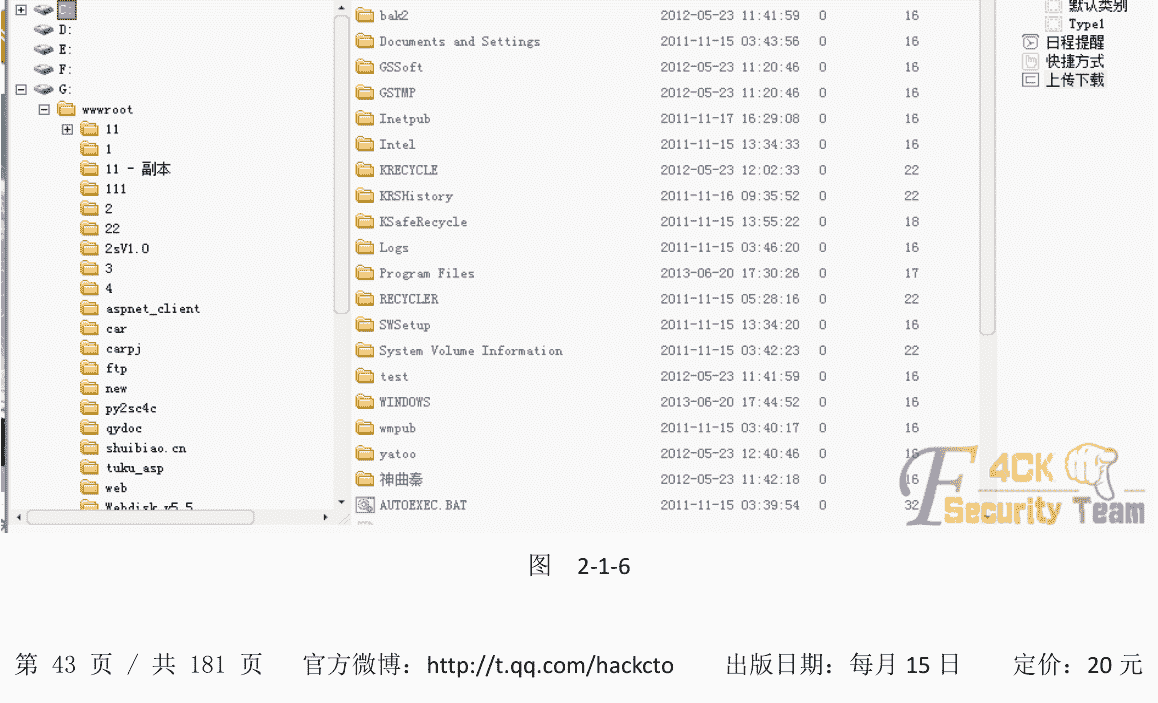 C:
D:
E:
F:
G:
wwwroot
11
1
11 - 副本
111
2
22
2sV1.0
3
4
aspnet_client
car
carpj
ftp
new
py2sc4c
qydoc
shuibiao.cn
tuku_asp
web
Webdisk_v5.5
bak2 2012-05-23 11:41:59 0 16
Documents and Settings 2011-11-15 03:43:56 0 16
GSSoft 2012-05-23 11:20:46 0 16
GSTMP 2012-05-23 11:20:46 0 16
Inetpub 2011-11-17 16:29:08 0 16
Intel 2011-11-15 13:34:33 0 16
KRECYCLE 2012-05-23 12:02:33 0 22
KRSHistory 2011-11-16 09:35:52 0 22
KSafeRecycle 2011-11-15 13:55:22 0 18
Logs 2011-11-15 03:46:20 0 16
Program Files 2013-06-20 17:30:26 0 17
RECYCLER 2011-11-15 05:28:16 0 22
SWSetup 2011-11-15 13:34:20 0 16
System Volume Information 2011-11-15 03:42:23 0 22
test 2012-05-23 11:41:59 0 16
WINDOWS 2013-06-20 17:44:52 0 16
wmpub 2011-11-15 03:40:17 0 16
yatoo 2012-05-23 12:40:46 0 16
神曲秦 2012-05-23 11:42:18 0 16
AUTOEXEC.BAT 2011-11-15 03:39:54 0 32
默认类别
Type1
日程提醒
快捷方式
上传下载
F4CK
Security Team
图 2-1-6
第 43 页 / 共 181 页 官方微博：http://t.qq.com/hackcto 出版日期：每月 15 日 定价：20 元